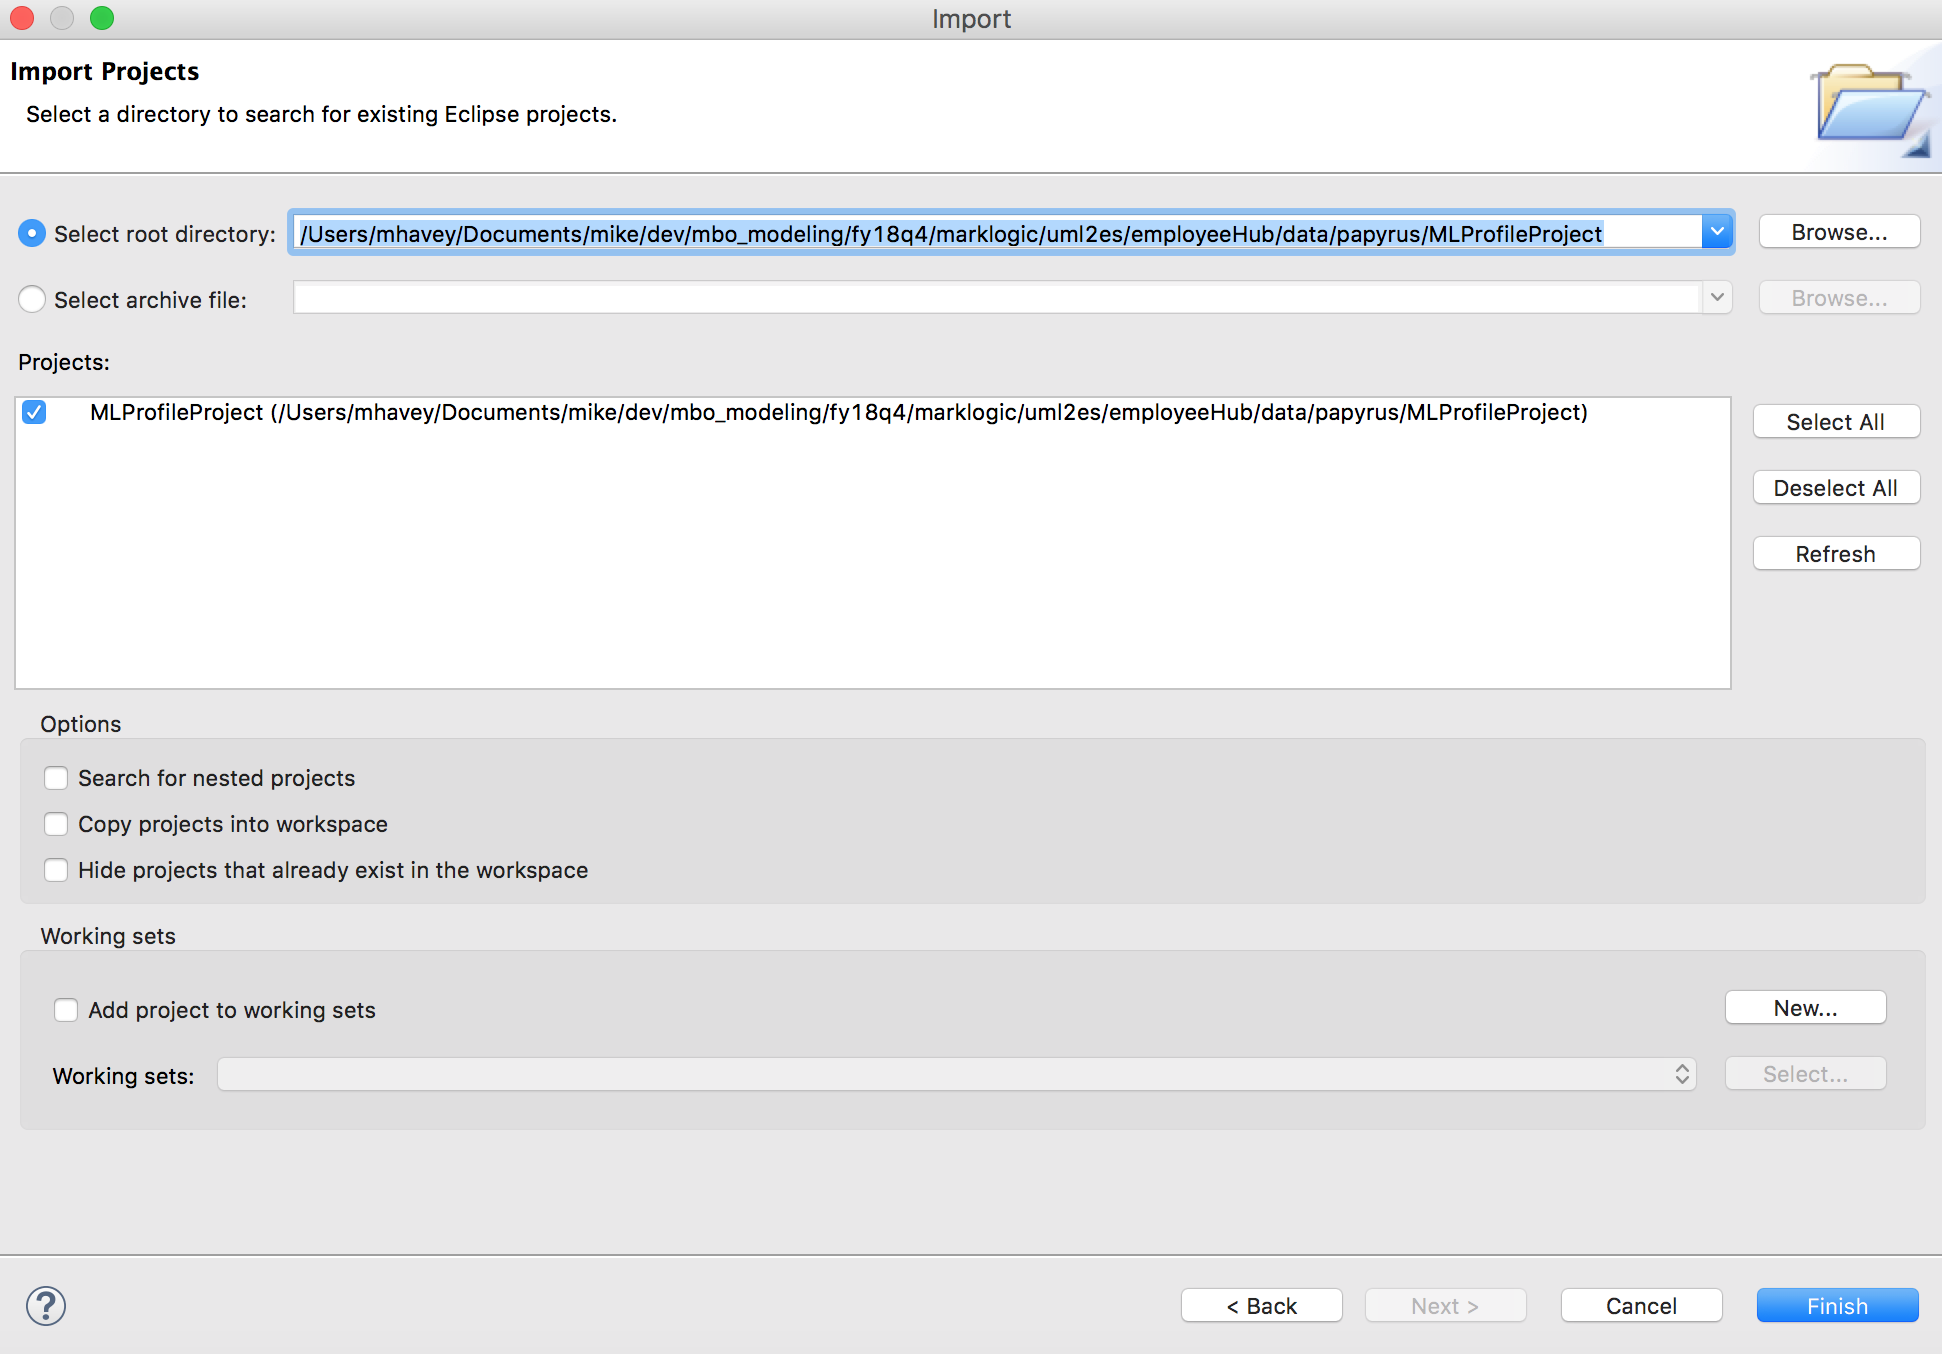 Import
Import Projects
Select a directory to search for existing Eclipse projects.
Select root directory: /Users/mhavey/Documents/mike/dev/mbo_modeling/fy18q4/marklogic/uml2es/employeeHub/data/papyrus/MLProfileProject Browse...
Select archive file: Browse...
Projects:
MLProfileProject (/Users/mhavey/Documents/mike/dev/mbo_modeling/fy18q4/marklogic/uml2es/employeeHub/data/papyrus/MLProfileProject)
Select All
Deselect All
Refresh
Options
Search for nested projects
Copy projects into workspace
Hide projects that already exist in the workspace
Working sets
Add project to working sets New...
Working sets: Select...
? < Back Next > Cancel Finish